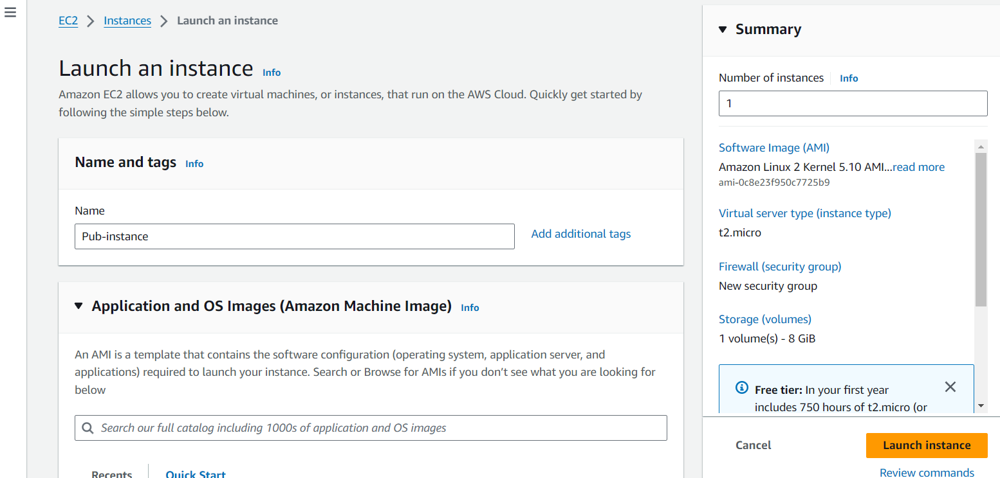 EC2 > Instances > Launch an instance
Launch an instance Info
Amazon EC2 allows you to create virtual machines, or instances, that run on the AWS Cloud. Quickly get started by
following the simple steps below.
Name and tags Info
Name
Pub-instance
Add additional tags
Application and OS Images (Amazon Machine Image) Info
An AMI is a template that contains the software configuration (operating system, application server, and
applications) required to launch your instance. Search or Browse for AMIs if you don’t see what you are looking for
below
Search our full catalog including 1000s of application and OS images
Recents
Quick Start
Summary
Number of instances Info
1
Software Image (AMI)
Amazon Linux 2 Kernel 5.10 AMI...read more
ami-0c8e23f950c7725b9
Virtual server type (instance type)
t2.micro
Firewall (security group)
New security group
Storage (volumes)
1 volume(s) - 8 GiB
Free tier: In your first year
includes 750 hours of t2.micro (or
Cancel
Launch instance
Review commands